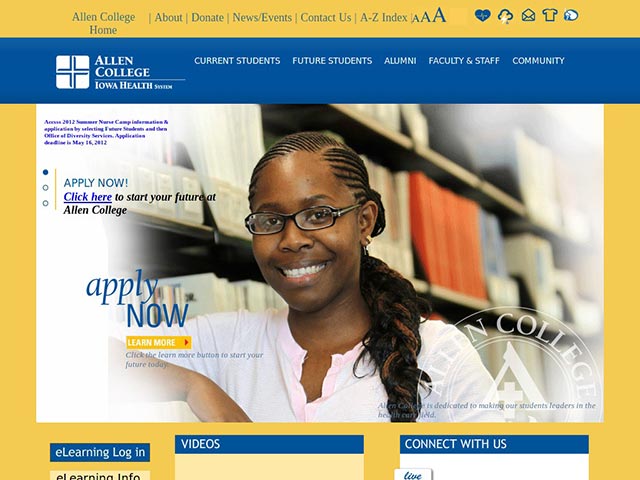 Allen College Home | About | Donate | News/Events | Contact Us | A-Z Index | A A A
ALLEN COLLEGE
IOWA HEALTH SYSTEM
CURRENT STUDENTS FUTURE STUDENTS ALUMNI FACULTY & STAFF COMMUNITY
Access 2012 Summer Nurse Camp information &
application by selecting Future Students and then
Office of Diversity Services. Application
deadline is May 16, 2012
APPLY NOW!
Click here to start your future at
Allen College
apply
NOW
LEARN MORE
Click the learn more button to start your
future today.
ALLEN COLLEGE
A
Allen College is dedicated to making our students leaders in the
health care field.
eLearning Log in
eLearning Info
VIDEOS
CONNECT WITH US
live